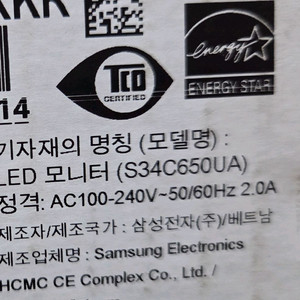 14
TCO
CERTIFIED
energy
ENERGY STAR
기자재의 명칭 (모델명) :
LED 모니터 (S34C650UA)
정격: AC100-240V~50/60Hz 2.0A
제조자/제조국가 : 삼성전자(주)/베트남
제조업체명 : Samsung Electronics
HCMC CE Complex Co., Ltd. /